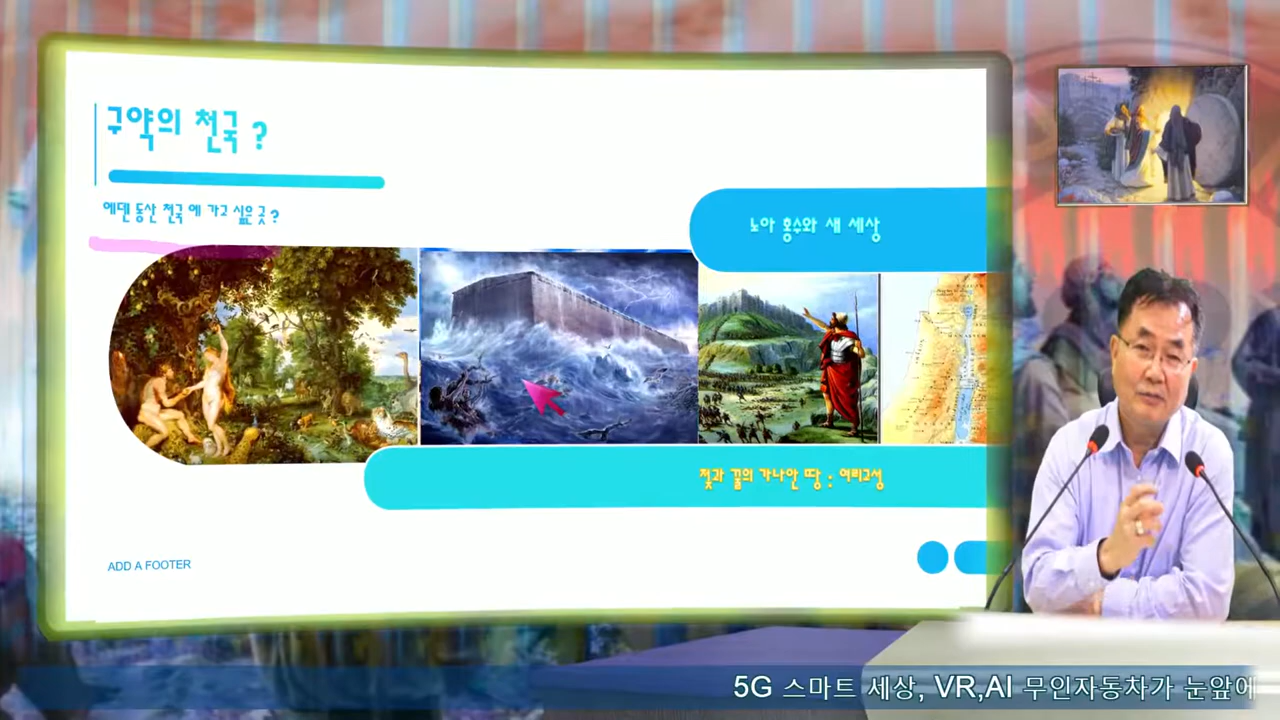 구약의 천국 ?
에덴 동산 천국 에 가고 싶은 곳 ?
노아 홍수와 새 세상
젖과 꿀의 가나안 땅 : 여리고성
ADD A FOOTER
5G 스마트 세상, VR,AI 무인자동차가 눈앞에